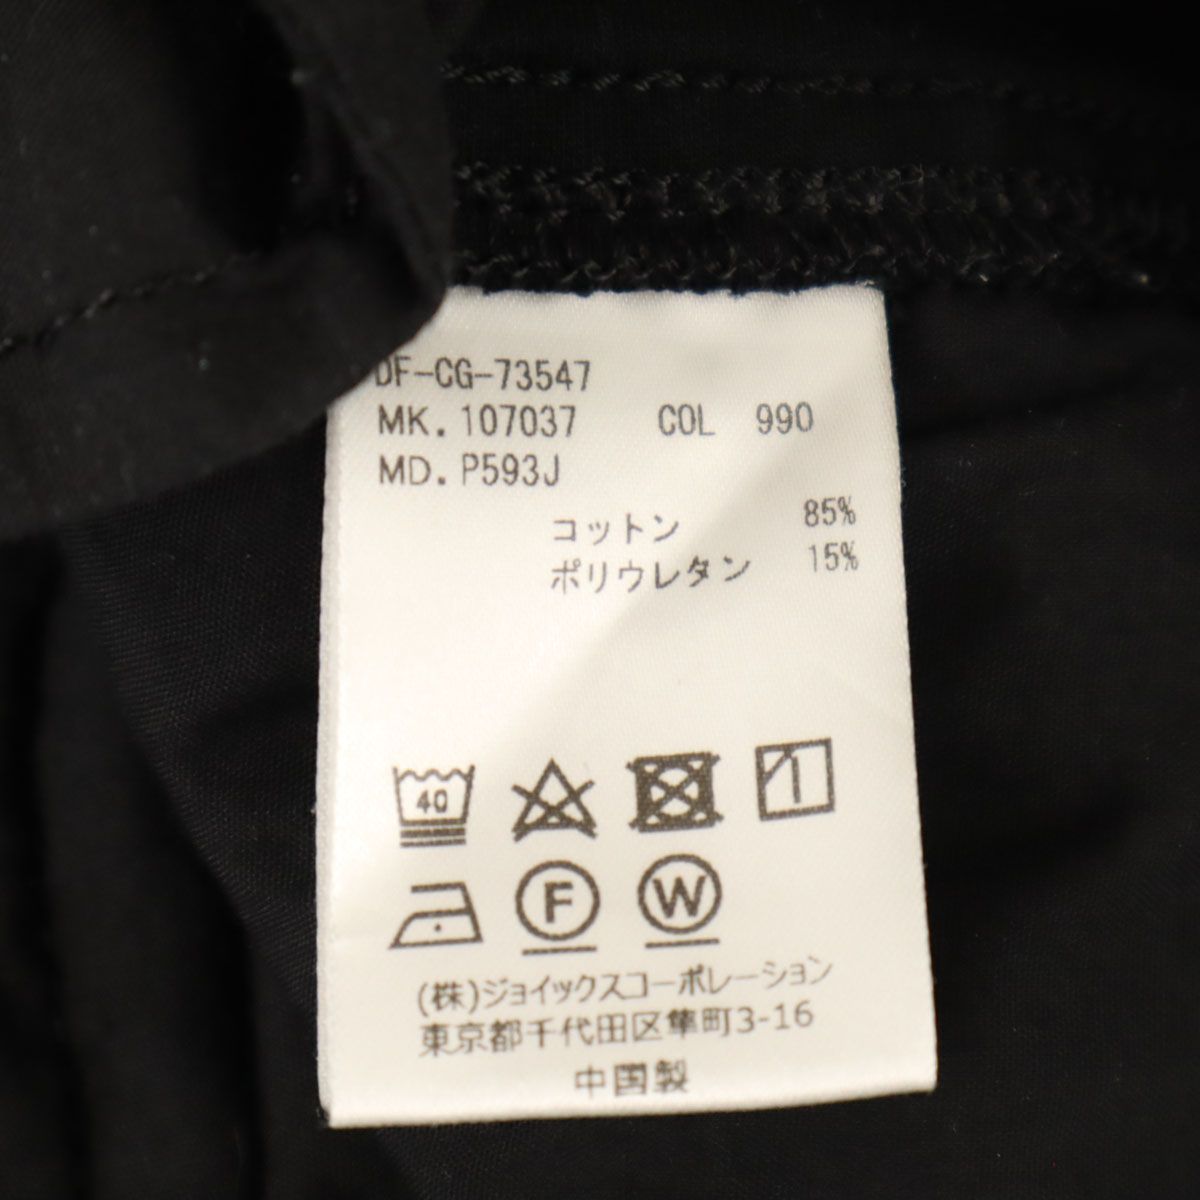 DF-CG-73547
MK. 107037 COL 990
MD. P593J
コットン 85%
ポリウレタン 15%
40
F W
(株)ジョイックスコーポレーション
東京都千代田区隼町3-16
中国製